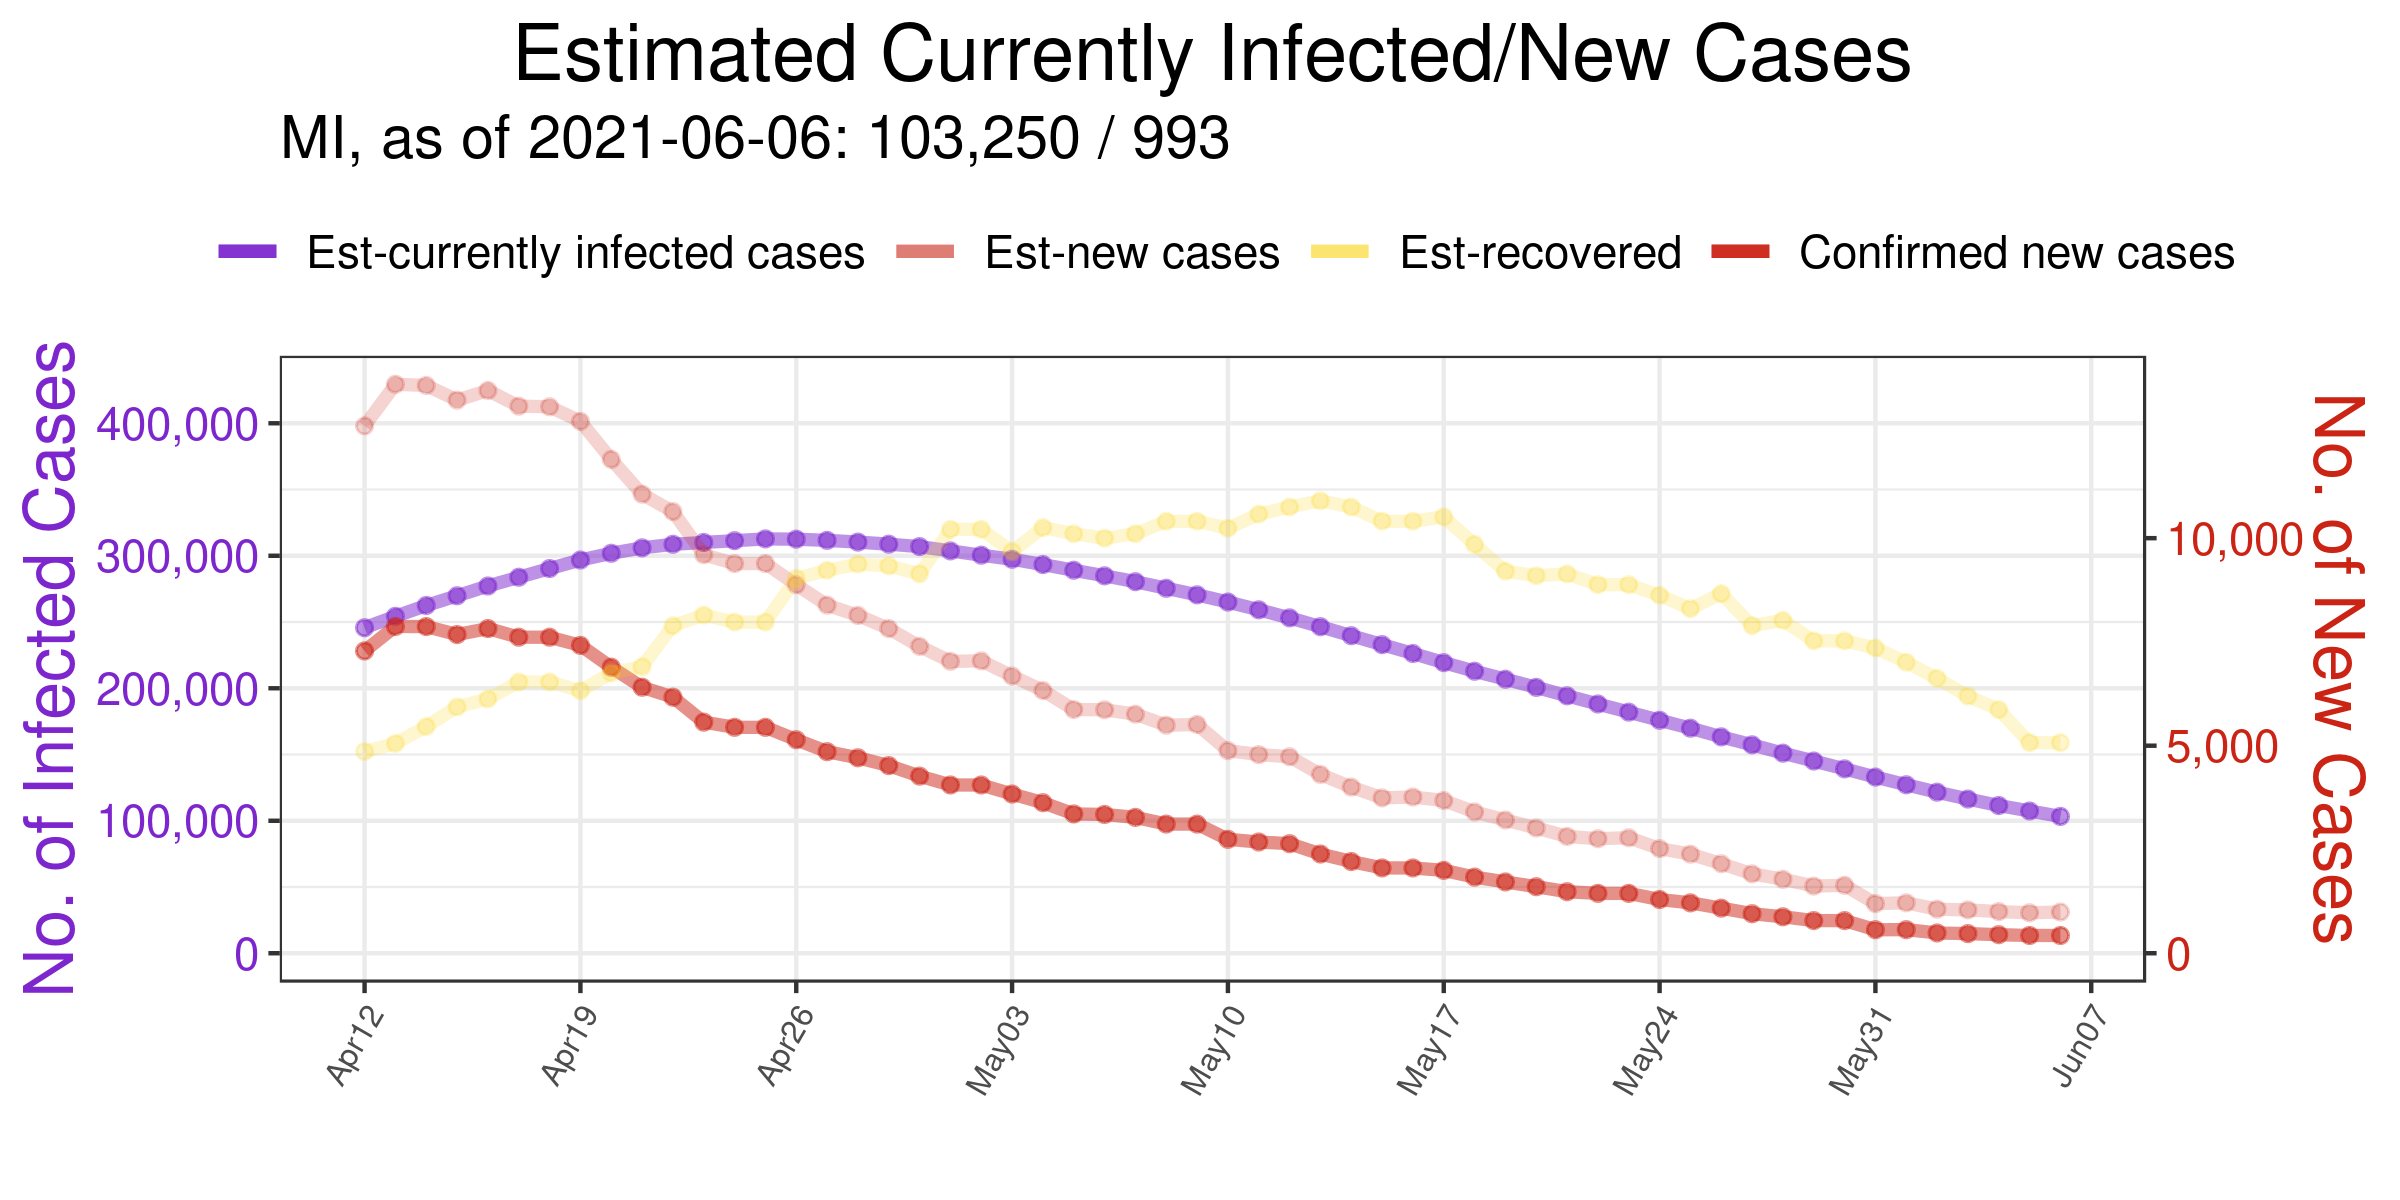 Estimated Currently Infected/New Cases
MI, as of 2021-06-06: 103,250 / 993
Est-currently infected cases Est-new cases Est-recovered Confirmed new cases
No. of Infected Cases
400,000
300,000
200,000
100,000
0
10,000
5,000
0
No. of New Cases
Apr12 Apr19 Apr26 May03 May10 May17 May24 May31 Jun07